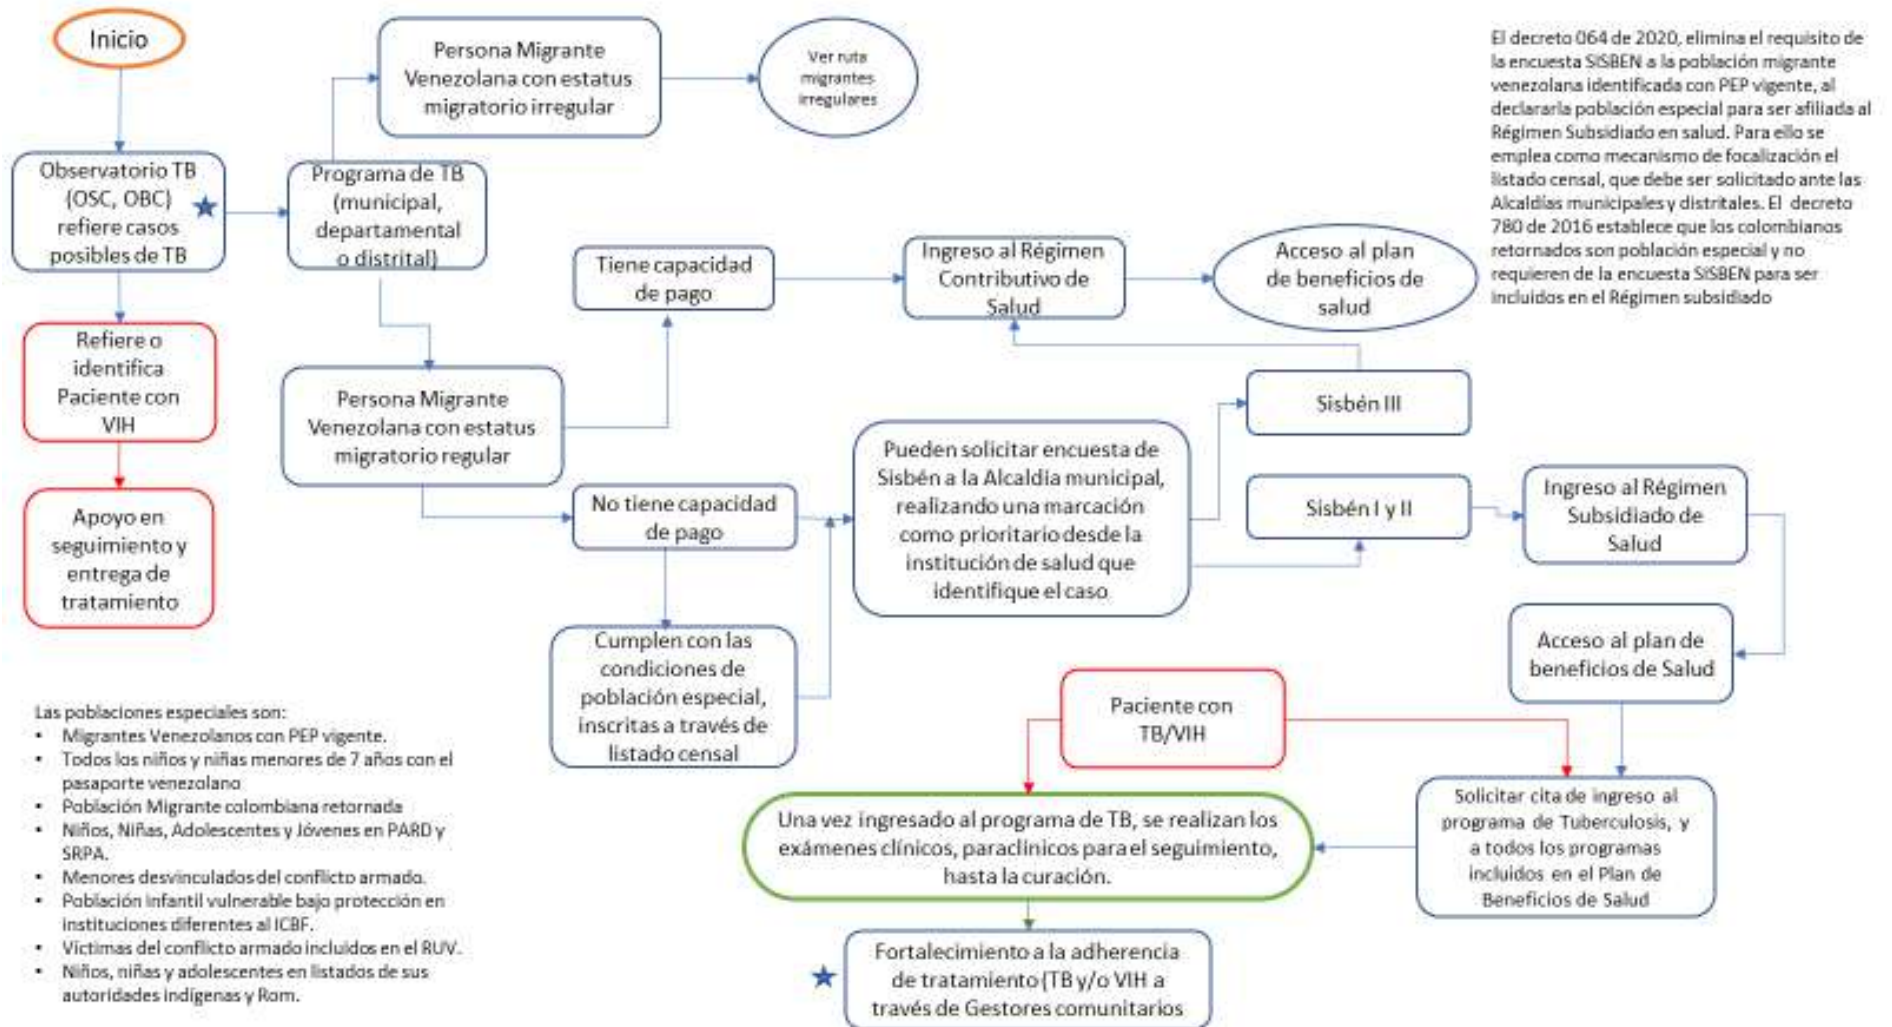 Inicio
Persona Migrante
Venezolana con estatus
migratorio irregular
Ver ruta
migrantes
irregulares
El decreto 064 de 2020, elimina el requisito de
la encuesta SISBEN a la población migrante
venezolana identificada con PEP vigente, al
declararla población especial para ser afiliada al
Régimen Subsidiado en salud. Para ello se
emplea como mecanismo de focalización el
listado censal, que debe ser solicitado ante las
Alcaldías municipales y distritales. El decreto
780 de 2016 establece que los colombianos
retornados son población especial y no
requieren de la encuesta SISBEN para ser
incluidos en el Régimen subsidiado
Observatorio TB
(OSC, OBC)
refiere casos
posibles de TB
Programa de TB
(municipal,
departamental
o distrital)
Tiene capacidad
de pago
Ingreso al Régimen
Contributivo de
Salud
Acceso al plan
de beneficios de
salud
Refiere o
identifica
Paciente con
VIH
Persona Migrante
Venezolana con estatus
migratorio regular
Sisbén III
Apoyo en
seguimiento y
entrega de
tratamiento
No tiene capacidad
de pago
Pueden solicitar encuesta de
Sisbén a la Alcaldia municipal,
realizando una marcación
como prioritario desde la
institución de salud que
identifique el caso
Sisbén I y II
Ingreso al Régimen
Subsidiado de
Salud
Cumplen con las
condiciones de
población especial,
inscritas a través de
listado censal
Acceso al plan de
beneficios de Salud
Las poblaciones especiales son:
• Migrantes Venezolanos con PEP vigente.
• Todos los niños y niñas menores de 7 años con el
pasaporte venezolano
• Población Migrante colombiana retornada
• Niños, Niñas, Adolescentes y Jóvenes en PARD y
SRPA.
• Menores desvinculados del conflicto armado.
• Población infantil vulnerable bajo protección en
instituciones diferentes al ICBF.
• Víctimas del conflicto armado incluidos en el RUV.
• Niños, niñas y adolescentes en listados de sus
autoridades indígenas y Rom.
Paciente con
TB/VIH
Una vez ingresado al programa de TB, se realizan los
exámenes clínicos, paraclínicos para el seguimiento,
hasta la curación.
Solicitar cita de ingreso al
programa de Tuberculosis, y
a todos los programas
incluidos en el Plan de
Beneficios de Salud
Fortalecimiento a la adherencia
de tratamiento (TB y/o VIH a
través de Gestores comunitarios